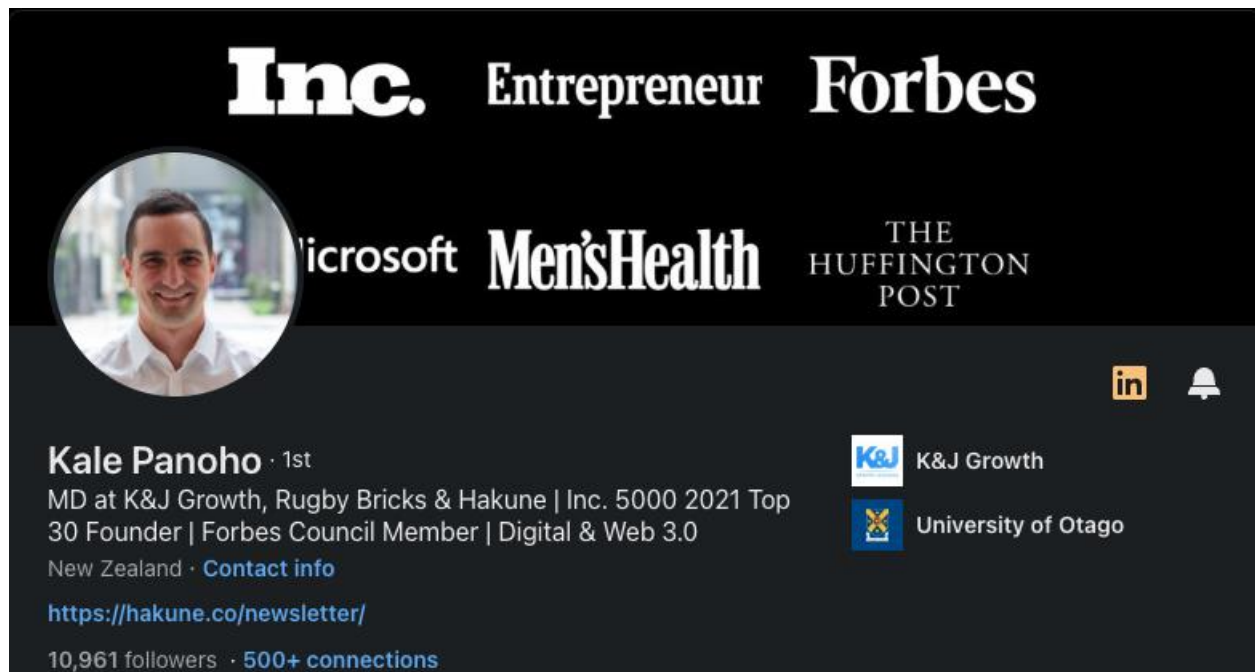 Inc. Entrepreneur Forbes
icrosoft Men'sHealth THE HUFFINGTON POST
in
Kale Panoho · 1st
MD at K&J Growth, Rugby Bricks & Hakune | Inc. 5000 2021 Top
30 Founder | Forbes Council Member | Digital & Web 3.0
New Zealand · Contact info
https://hakune.co/newsletter/
10,961 followers · 500+ connections
K&J K&J Growth
University of Otago